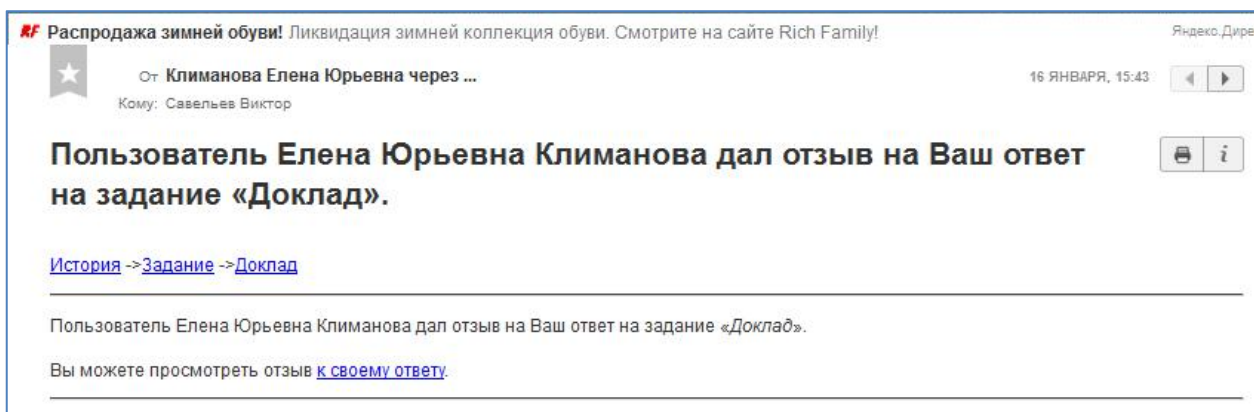 RF Распродажа зимней обуви! Ликвидация зимней коллекция обуви. Смотрите на сайте Rich Family! Яндекс.Дире
От Климанова Елена Юрьевна через ... 16 ЯНВАРЯ, 15:43
Кому: Савельев Виктор
Пользователь Елена Юрьевна Климанова дал отзыв на Ваш ответ
на задание «Доклад».
История ->Задание ->Доклад
Пользователь Елена Юрьевна Климанова дал отзыв на Ваш ответ на задание «Доклад».
Вы можете просмотреть отзыв к своему ответу.